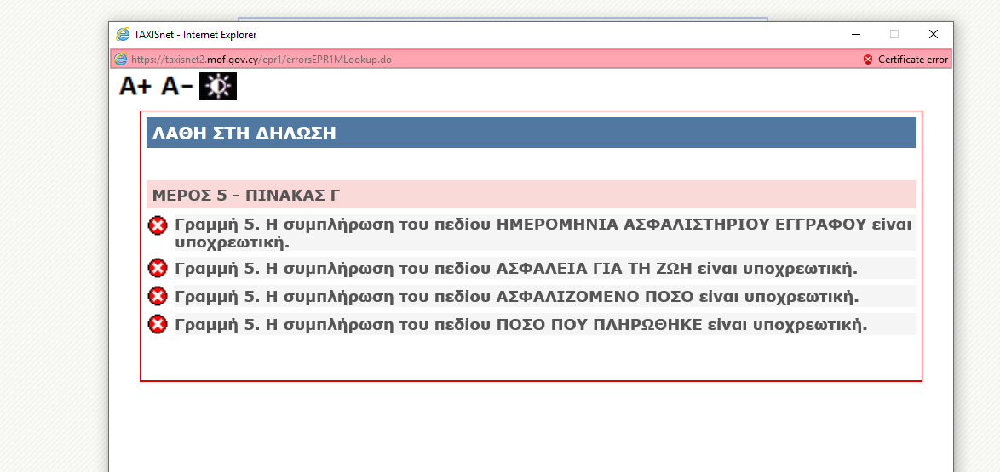 TAXISnet - Internet Explorer
https://taxisnet2.mof.gov.cy/epr1/errorsEPR1MLookup.do Certificate error
A+ A-
ΛΑΘΗ ΣΤΗ ΔΗΛΩΣΗ
ΜΕΡΟΣ 5 - ΠΙΝΑΚΑΣ Γ
Γραμμή 5. Η συμπλήρωση του πεδίου ΗΜΕΡΟΜΗΝΙΑ ΑΣΦΑΛΙΣΤΗΡΙΟΥ ΕΓΓΡΑΦΟΥ είναι
υποχρεωτική.
Γραμμή 5. Η συμπλήρωση του πεδίου ΑΣΦΑΛΕΙΑ ΓΙΑ ΤΗ ΖΩΗ είναι υποχρεωτική.
Γραμμή 5. Η συμπλήρωση του πεδίου ΑΣΦΑΛΙΖΟΜΕΝΟ ΠΟΣΟ είναι υποχρεωτική.
Γραμμή 5. Η συμπλήρωση του πεδίου ΠΟΣΟ ΠΟΥ ΠΛΗΡΩΘΗΚΕ είναι υποχρεωτική.